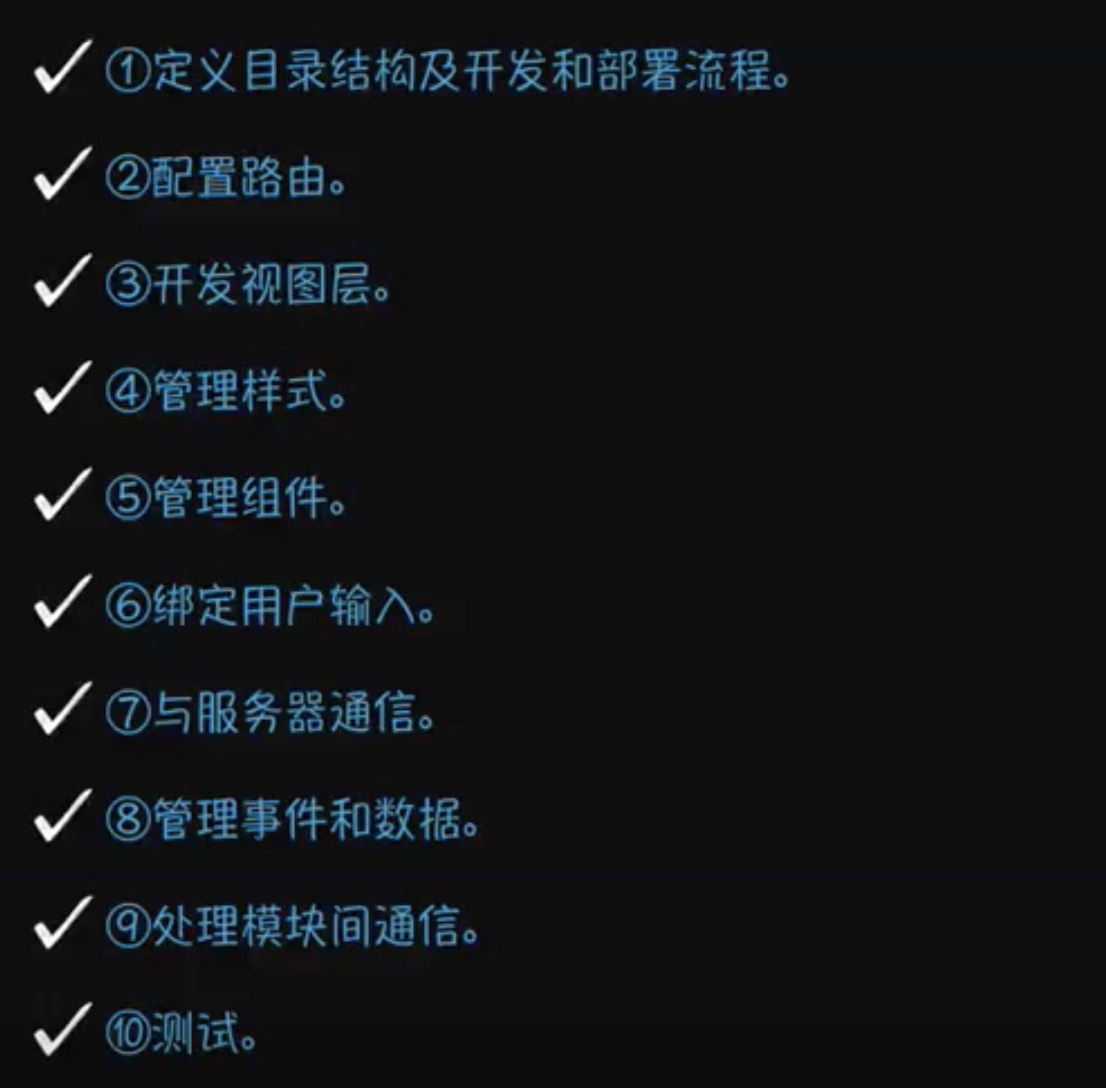 ①定义目录结构及开发和部署流程。
②配置路由。
③开发视图层。
④管理样式。
⑤管理组件。
⑥绑定用户输入。
⑦与服务器通信。
⑧管理事件和数据。
⑨处理模块间通信。
⑩测试。